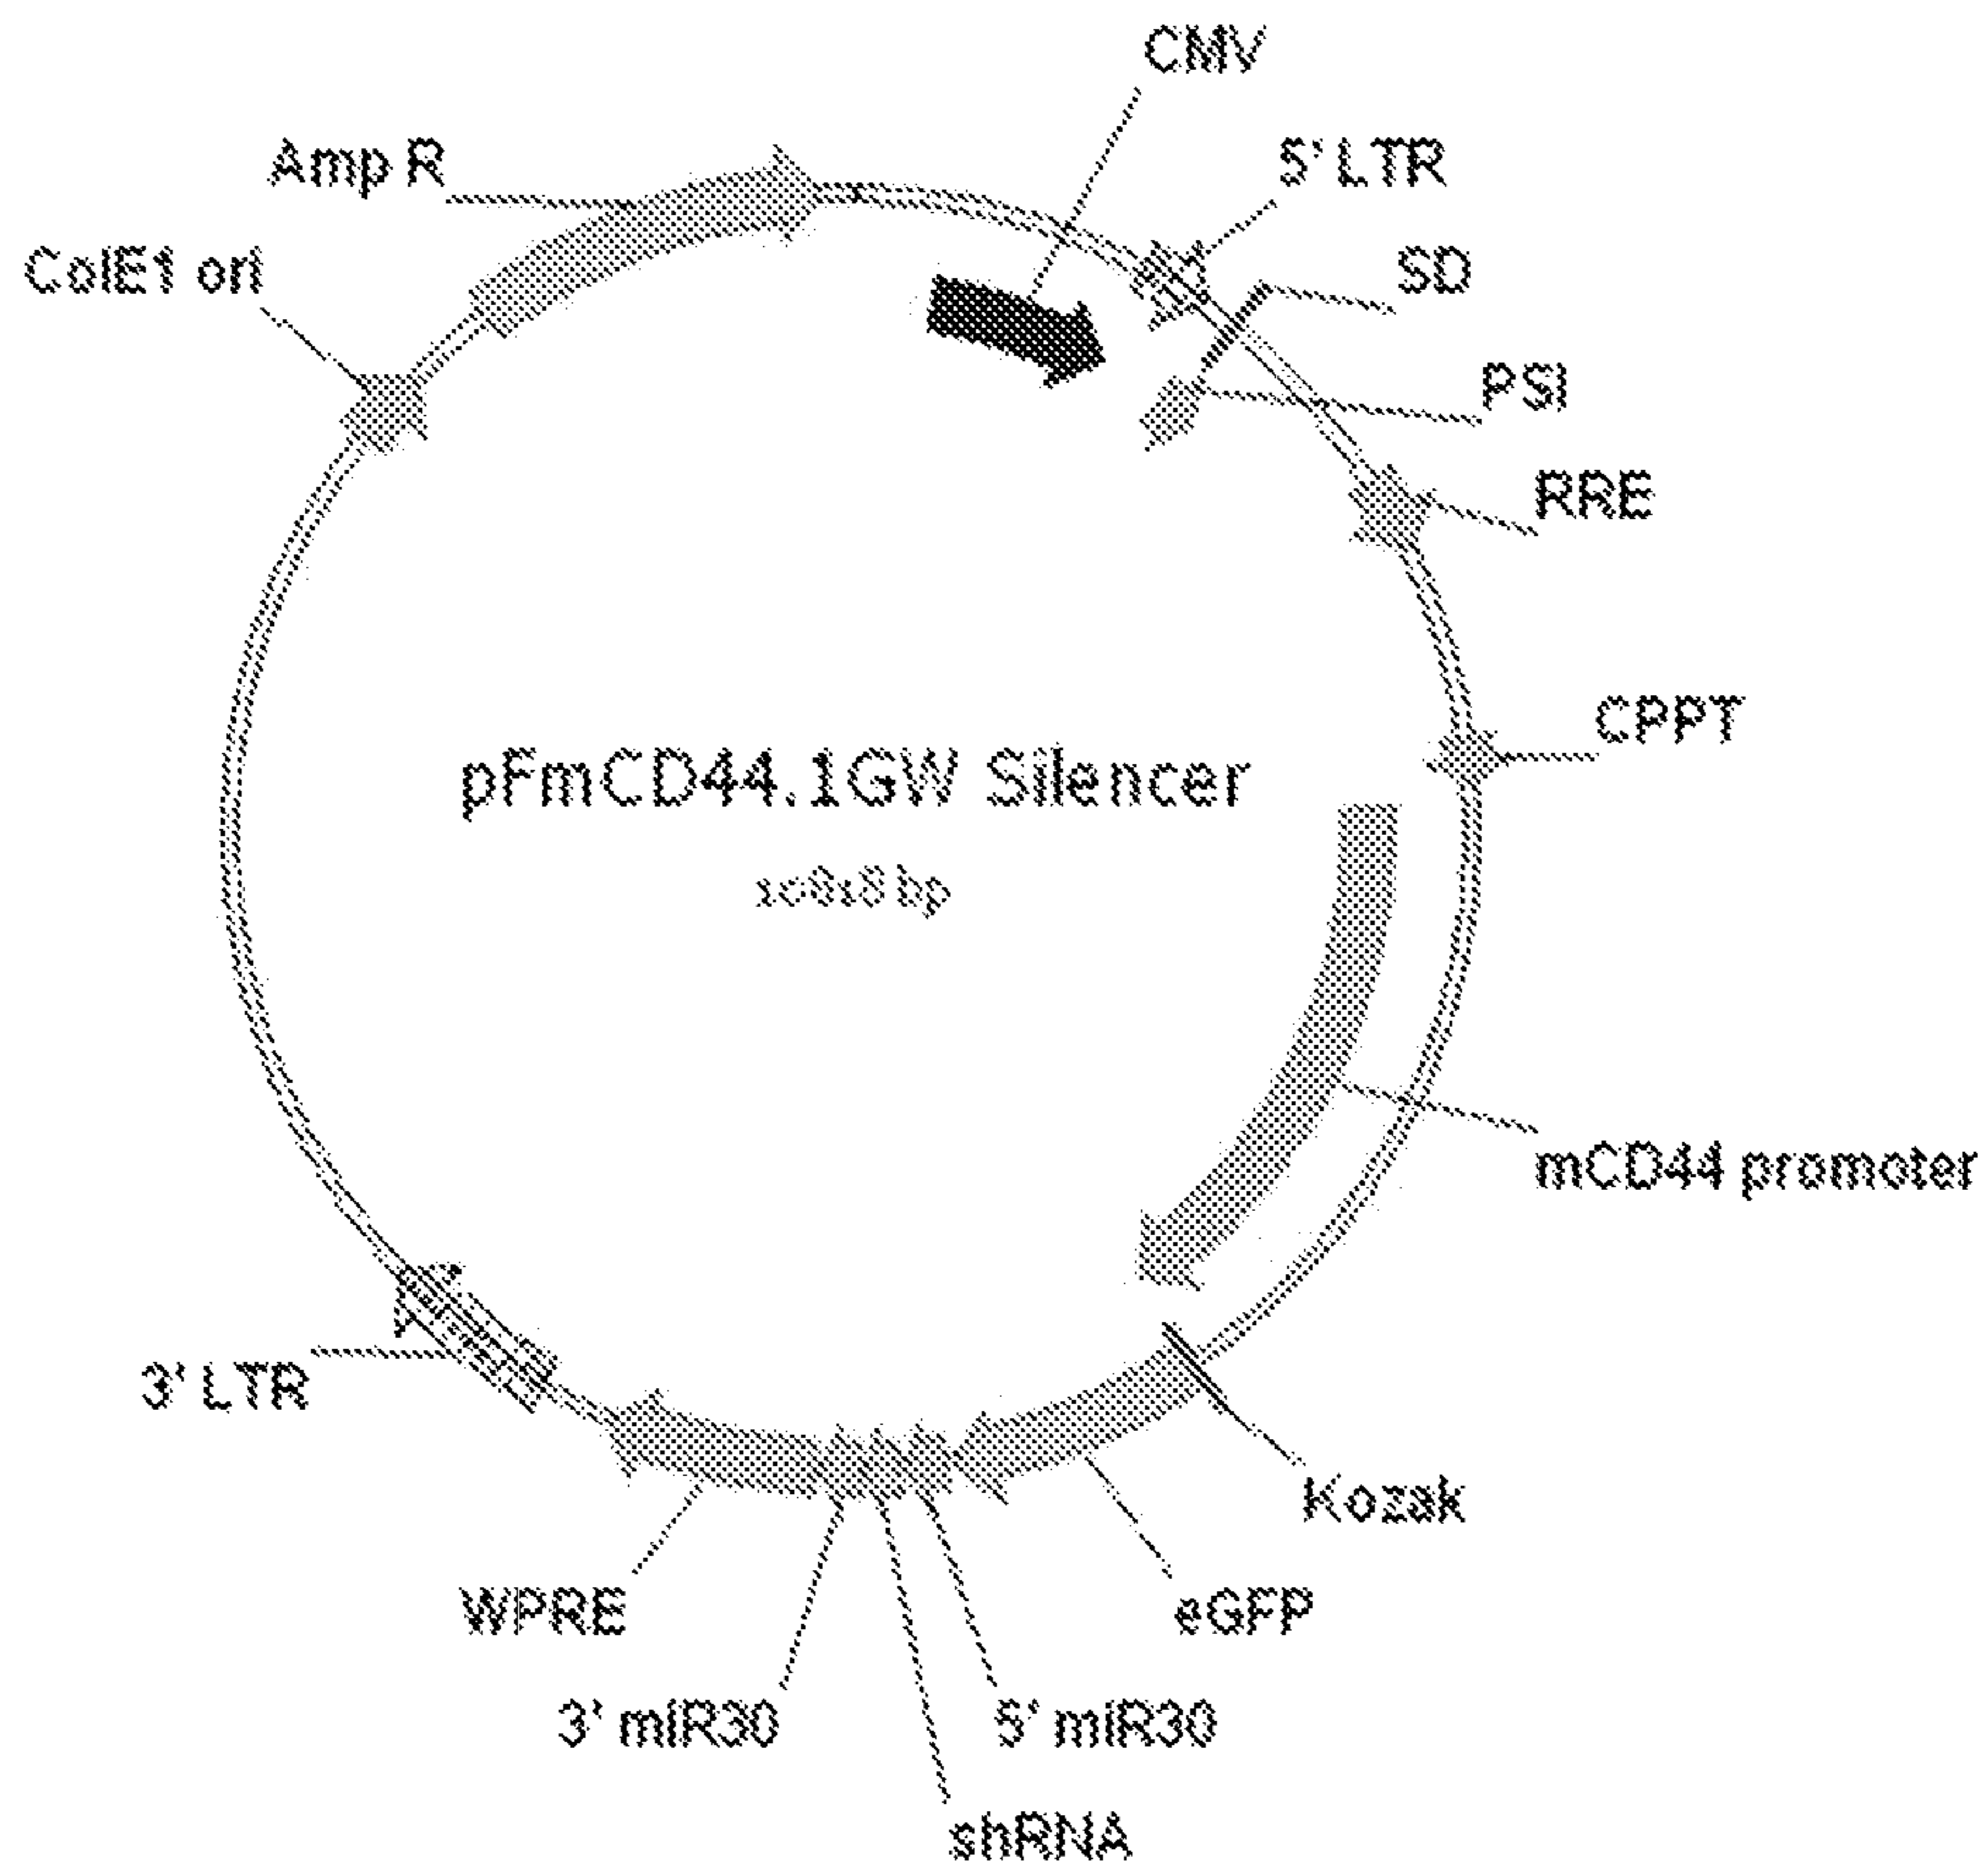 CMV
Amp R
5' LTR
ColE1 ori
SD
PSI
RRE
CPPT
pFmCD44.1GW Silencer
bp
mCD44 promoter
3' LTR
Kozak
WPRE
eGFP
3' miR30
5' miR30
shRNA